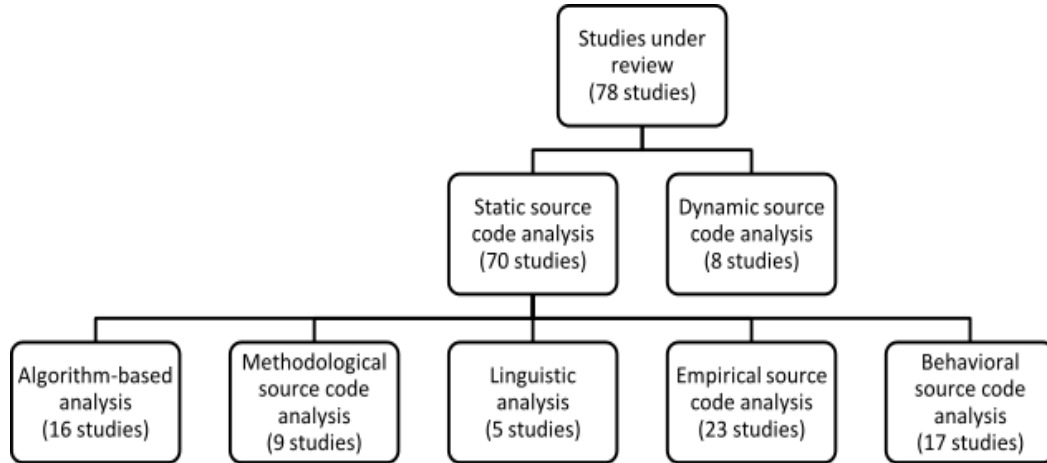 Studies under
review
(78 studies)
Static source
code analysis
(70 studies)
Dynamic source
code analysis
(8 studies)
Algorithm-based
analysis
(16 studies)
Methodological
source code
analysis
(9 studies)
Linguistic
analysis
(5 studies)
Empirical source
code analysis
(23 studies)
Behavioral
source code
analysis
(17 studies)